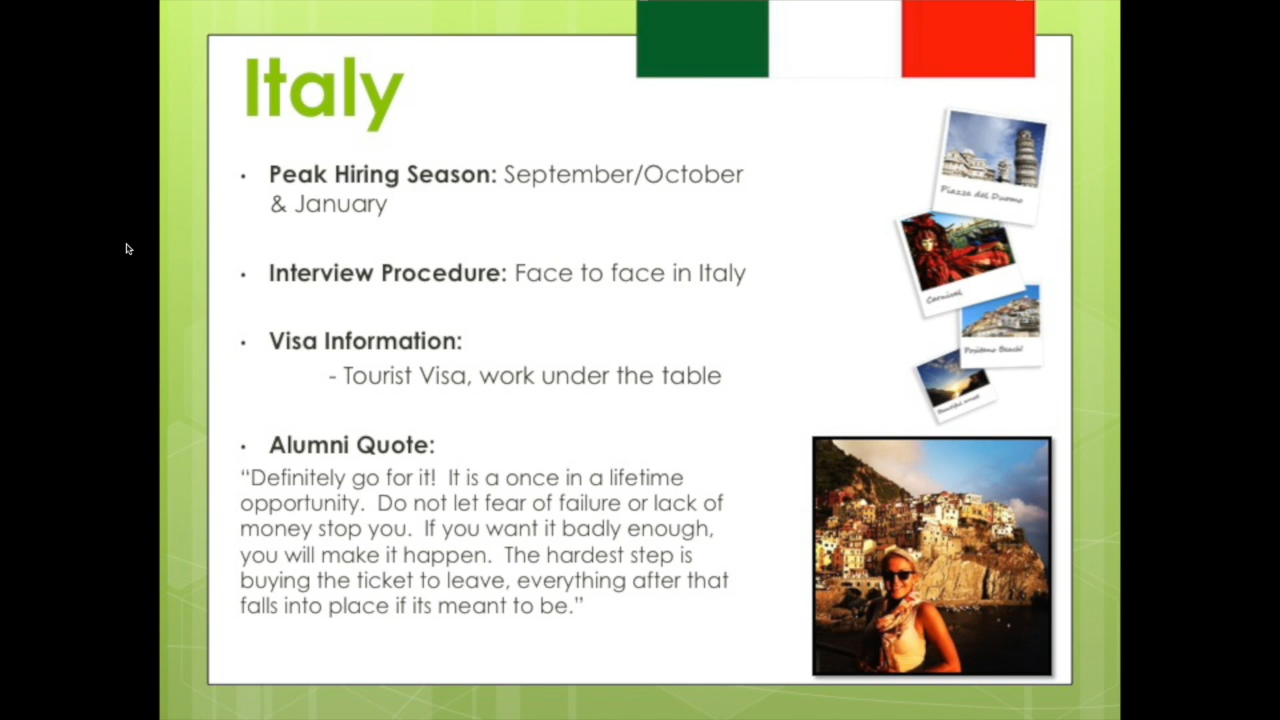 Italy
• Peak Hiring Season: September/October
& January
• Interview Procedure: Face to face in Italy
• Visa Information:
- Tourist Visa, work under the table
• Alumni Quote:
“Definitely go for it!  It is a once in a lifetime
opportunity.  Do not let fear of failure or lack of
money stop you.  If you want it badly enough,
you will make it happen.  The hardest step is
buying the ticket to leave, everything after that
falls into place if its meant to be.”
Piazza del Duomo
Carnival
Positano Beach!